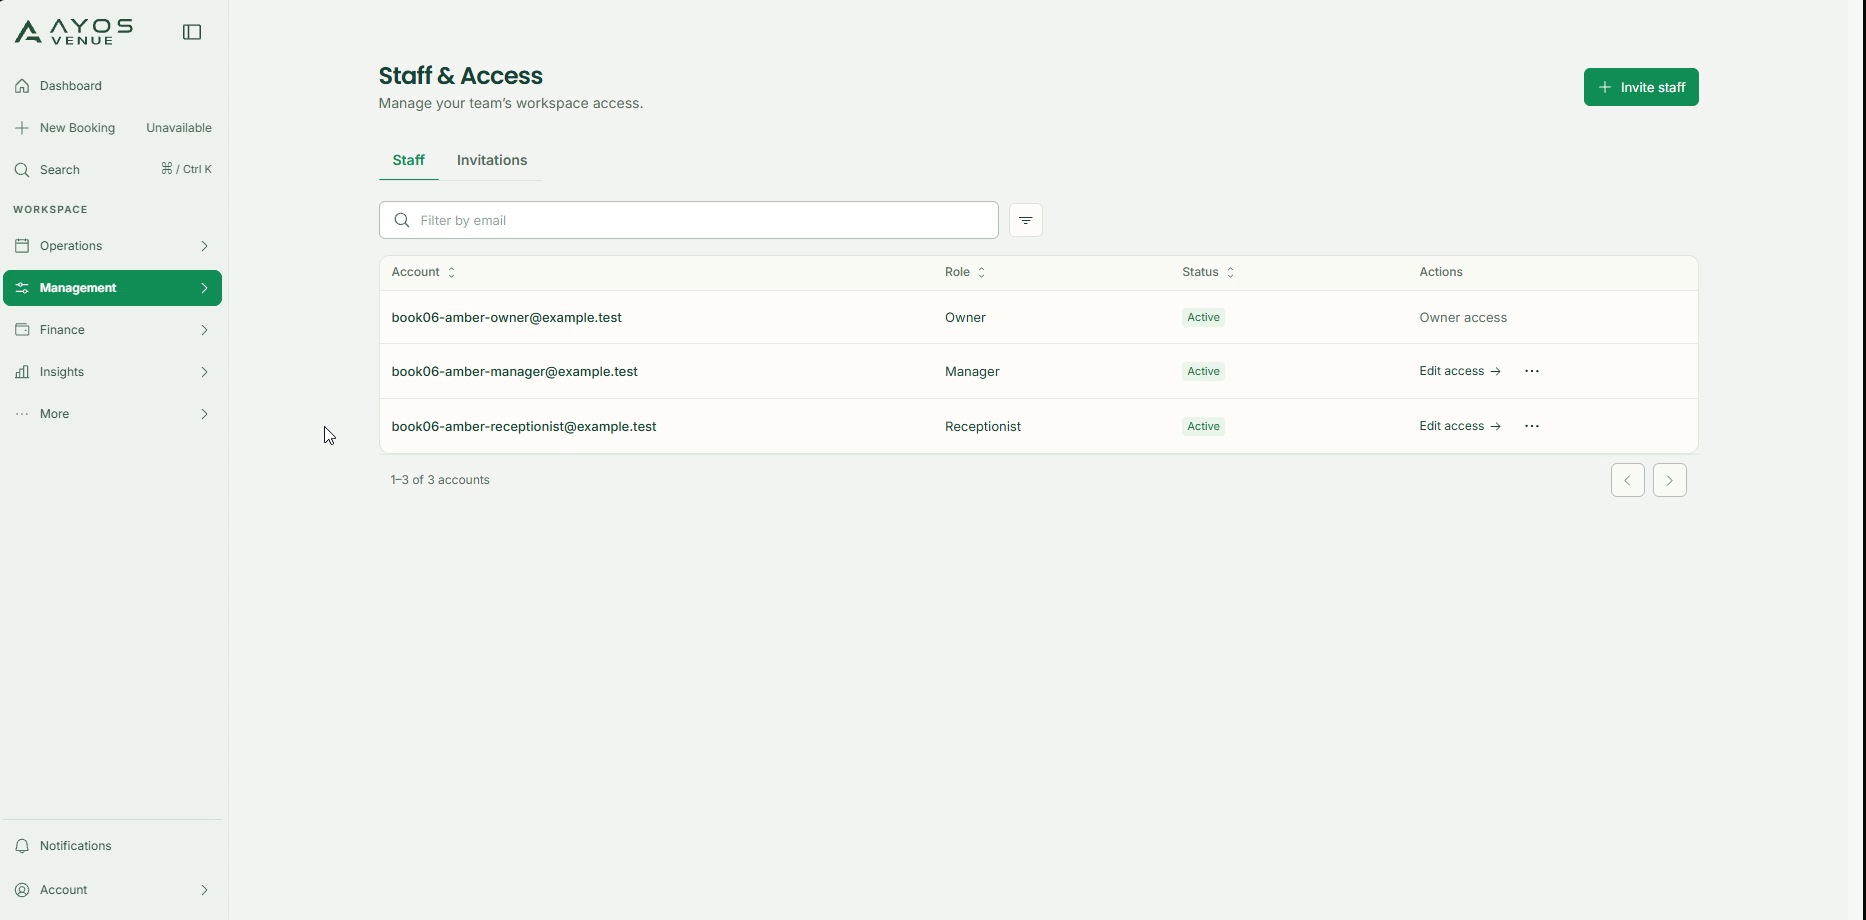 AYOS
VENUE
Dashboard
New Booking Unavailable
Search ⌘ / Ctrl K
WORKSPACE
Operations
Management
Finance
Insights
More
Notifications
Account
Staff & Access
Manage your team’s workspace access.
Invite staff
Staff Invitations
Filter by email
Account Role Status Actions
book06-amber-owner@example.test Owner Active Owner access
book06-amber-manager@example.test Manager Active Edit access →
book06-amber-receptionist@example.test Receptionist Active Edit access →
1–3 of 3 accounts